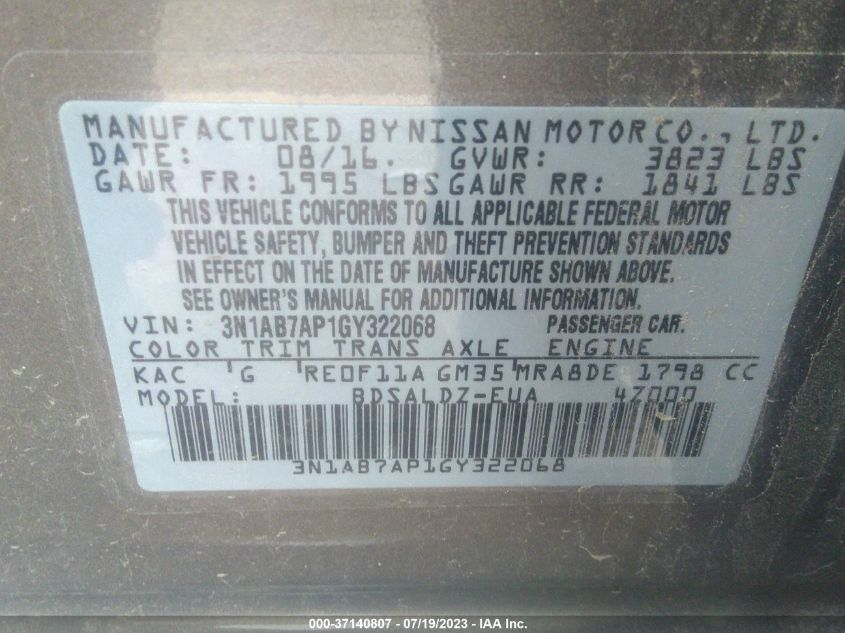 MANUFACTURED BY NISSAN MOTOR CO., LTD.
DATE: 08/16. GVWR: 3823 LBS
GAWR FR: 1995 LBS GAWR RR: 1841 LBS
THIS VEHICLE CONFORMS TO ALL APPLICABLE FEDERAL MOTOR
VEHICLE SAFETY, BUMPER AND THEFT PREVENTION STANDARDS
IN EFFECT ON THE DATE OF MANUFACTURE SHOWN ABOVE.
SEE OWNER'S MANUAL FOR ADDITIONAL INFORMATION.
VIN: 3N1AB7AP1GY322068 PASSENGER CAR.
COLOR TRIM TRANS AXLE ENGINE
KAC G RE0F11A GM35 MRA8DE 1798 CC
MODEL: BDSALDZ-EUA 4Z000
3N1AB7AP1GY322068
000-37140807 - 07/19/2023 - IAA Inc.